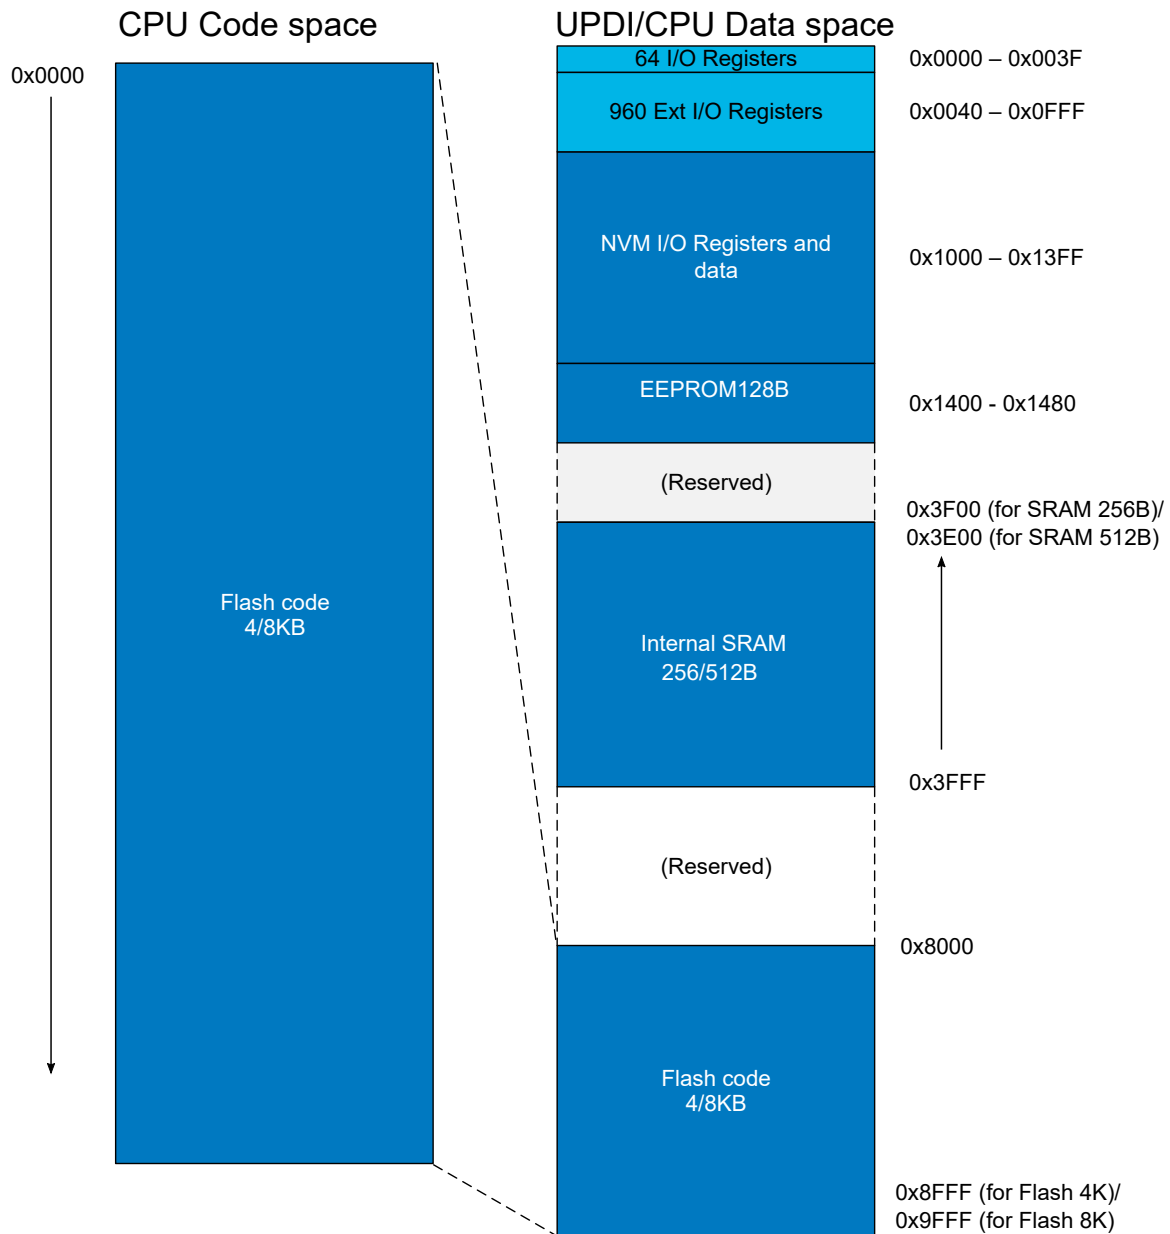 CPU Code space
UPDI/CPU Data space
0x0000
64 I/O Registers
0x0000 – 0x003F
960 Ext I/O Registers
0x0040 – 0x0FFF
NVM I/O Registers and
data
0x1000 – 0x13FF
EEPROM128B
0x1400 - 0x1480
(Reserved)
0x3F00 (for SRAM 256B)/
0x3E00 (for SRAM 512B)
Flash code
4/8KB
Internal SRAM
256/512B
0x3FFF
(Reserved)
0x8000
Flash code
4/8KB
0x8FFF (for Flash 4K)/
0x9FFF (for Flash 8K)